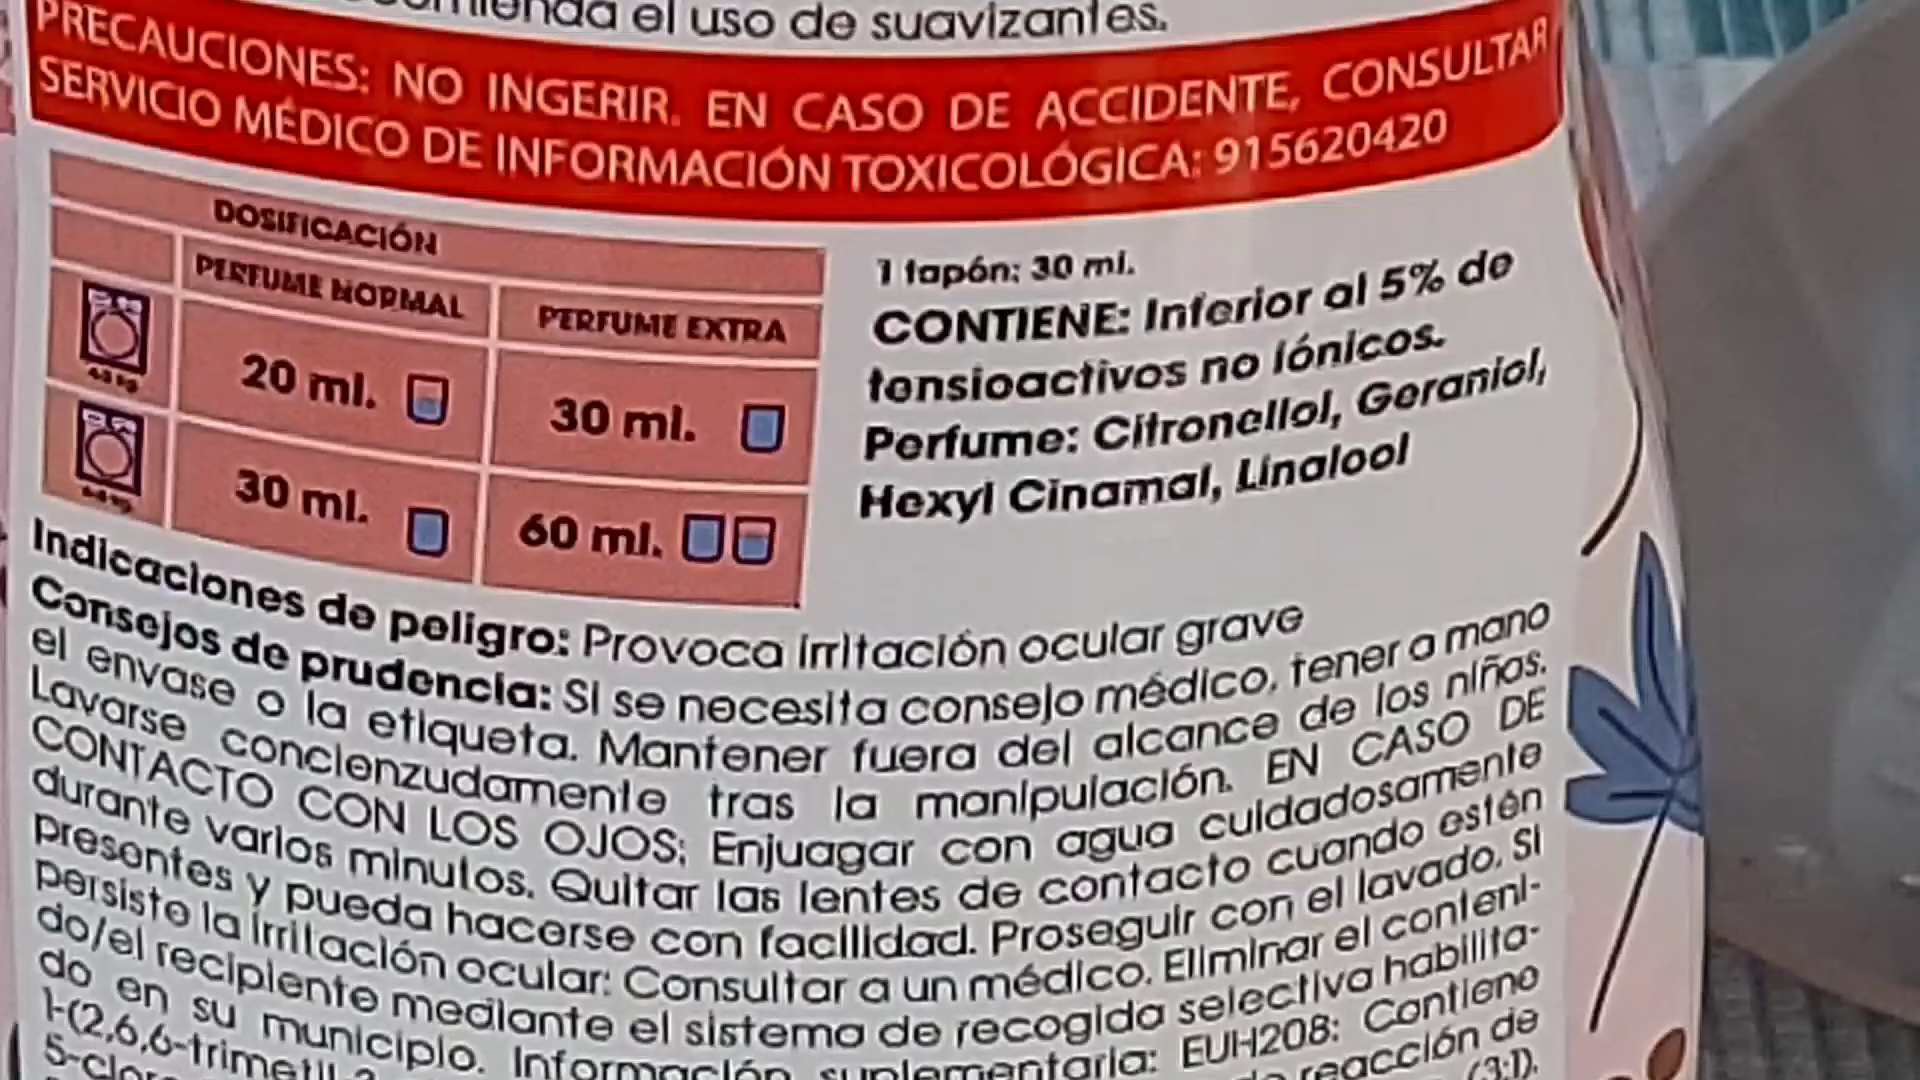 el uso de suavizantes.
PRECAUCIONES: NO INGERIR. EN CASO DE ACCIDENTE, CONSULTAR
SERVICIO MÉDICO DE INFORMACIÓN TOXICOLÓGICA: 915620420
DOSIFICACIÓN
PERFUME NORMAL
PERFUME EXTRA
20 ml.
30 ml.
30 ml.
60 ml.
1 tapón: 30 ml.
CONTIENE: Inferior al 5% de
tensioactivos no iónicos.
Perfume: Citronellol, Geraniol,
Hexyl Cinamal, Linalool
Indicaciones de peligro: Provoca irritación ocular grave
Consejos de prudencia: Si se necesita consejo médico, tener a mano
el envase o la etiqueta. Mantener fuera del alcance de los niños.
Lavarse concienzudamente tras la manipulación. EN CASO DE
CONTACTO CON LOS OJOS: Enjuagar con agua cuidadosamente
durante varios minutos. Quitar las lentes de contacto cuando estén
presentes y pueda hacerse con facilidad. Proseguir con el lavado. Si
persiste la irritación ocular: Consultar a un médico. Eliminar el conteni-
do/el recipiente mediante el sistema de recogida selectiva habilita-
do en su municipio. Información suplementaria: EUH208: Contiene
1-(2,6,6-trimetil-2 reacción de
5-cloro (3:1).